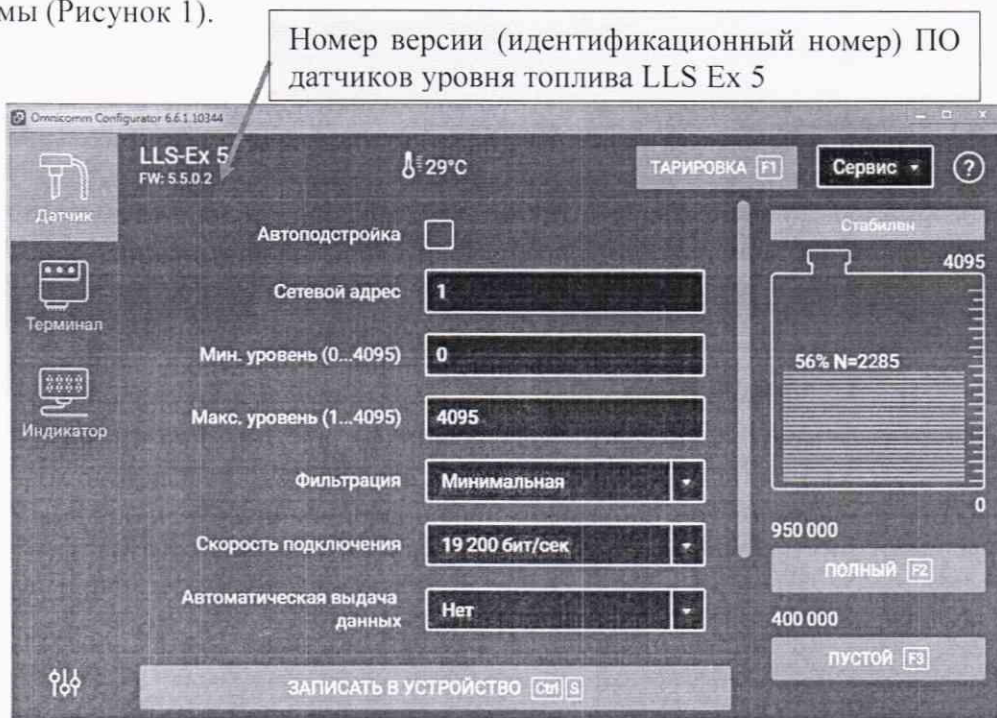 мы (Рисунок 1).
Номер версии (идентификационный номер) ПО
датчиков уровня топлива LLS Ex 5
Omnicomm Configurator 6.6.1.10344
LLS-Ex 5
FW: 5.5.0.2
29°C
ТАРИРОВКА F1
Сервис
?
Датчик
Терминал
Индикатор
Автоподстройка
Сетевой адрес 1
Мин. уровень (0...4095) 0
Макс. уровень (1...4095) 4095
Фильтрация Минимальная
Скорость подключения 19 200 бит/сек
Автоматическая выдача
данных Нет
ЗАПИСАТЬ В УСТРОЙСТВО Ctrl S
Стабилен
4095
56% N=2285
0
950 000
ПОЛНЫЙ F2
400 000
ПУСТОЙ F3